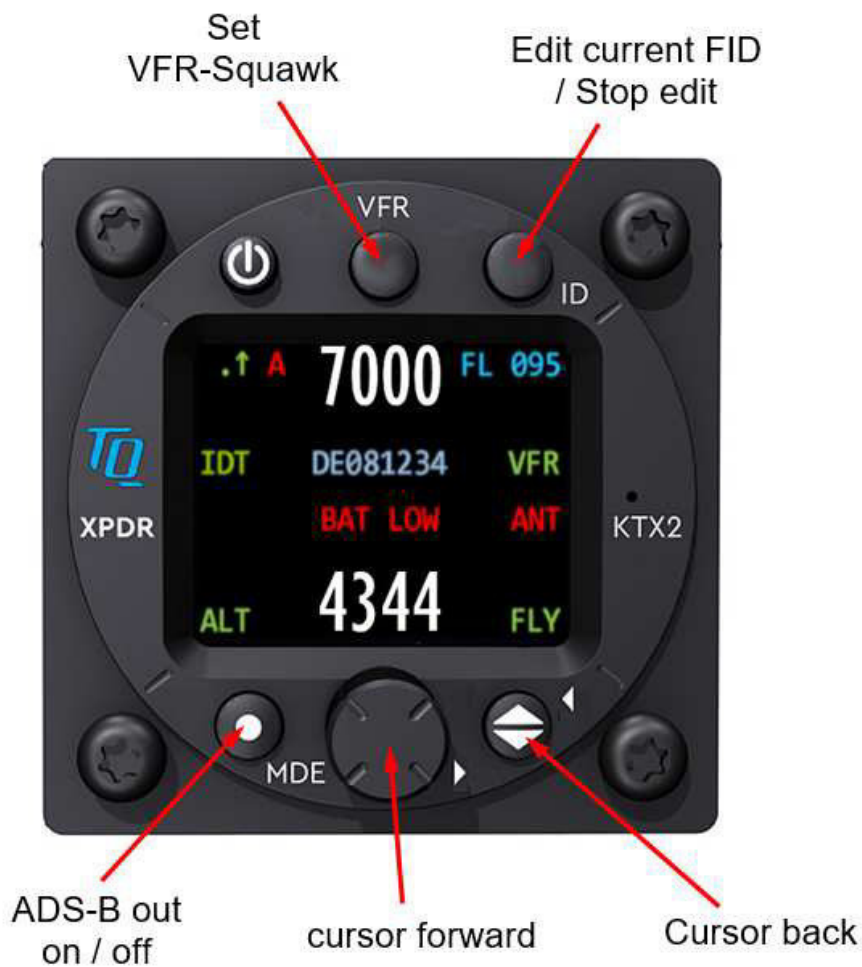 Set
VFR-Squawk
Edit current FID
/ Stop edit
VFR
ID
.↑ A 7000 FL 095
IDT DE081234 VFR
BAT LOW ANT
TQ
XPDR
KTX2
ALT 4344 FLY
MDE
ADS-B out
on / off
cursor forward
Cursor back